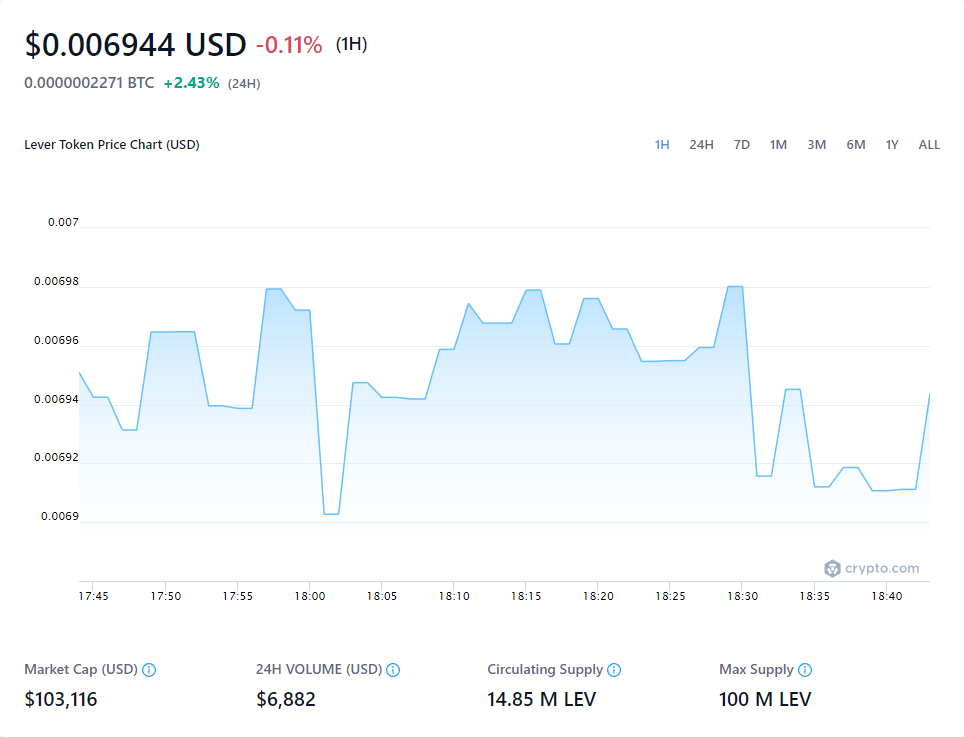 $0.006944 USD -0.11% (1H)
0.0000002271 BTC +2.43% (24H)
Lever Token Price Chart (USD)
1H 24H 7D 1M 3M 6M 1Y ALL
0.007
0.00698
0.00696
0.00694
0.00692
0.0069
crypto.com
17:45 17:50 17:55 18:00 18:05 18:10 18:15 18:20 18:25 18:30 18:35 18:40
Market Cap (USD) 24H VOLUME (USD) Circulating Supply Max Supply
$103,116 $6,882 14.85 M LEV 100 M LEV